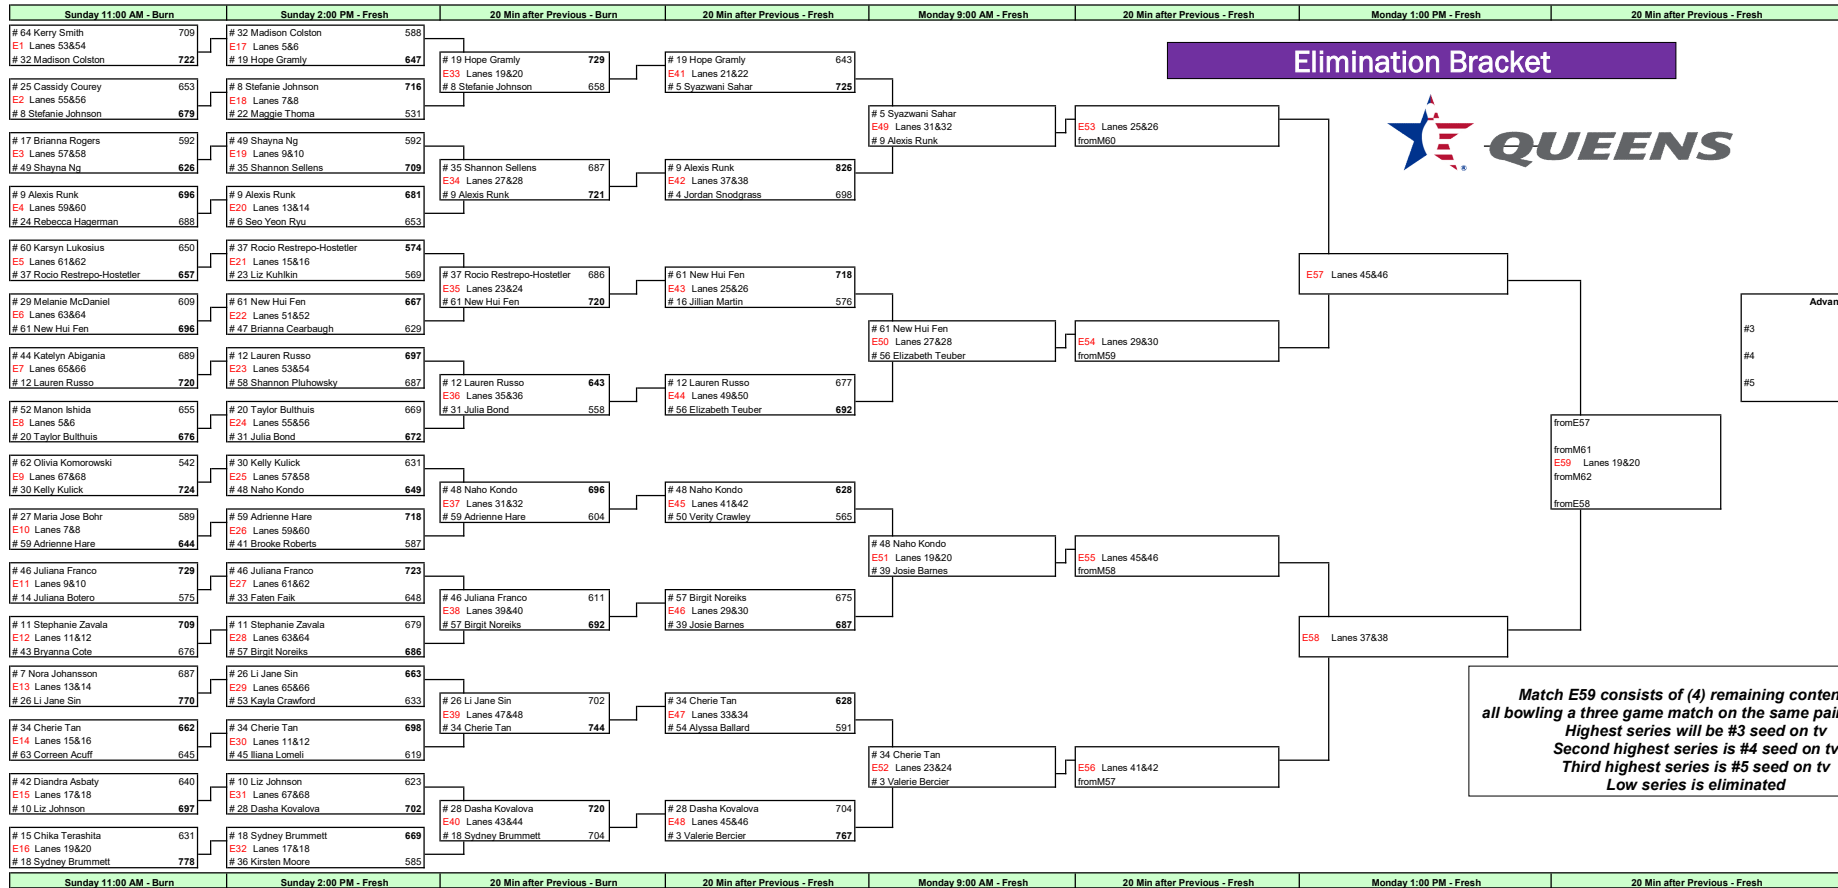 Sunday 11:00 AM - Burn
Sunday 2:00 PM - Fresh
20 Min after Previous - Burn
20 Min after Previous - Fresh
Monday 9:00 AM - Fresh
20 Min after Previous - Fresh
Monday 1:00 PM - Fresh
20 Min after Previous - Fresh
# 64 Kerry Smith 709
E1 Lanes 53&54
# 32 Madison Colston 722
# 25 Cassidy Courey 653
E2 Lanes 55&56
# 8 Stefanie Johnson 679
# 17 Brianna Rogers 592
E3 Lanes 57&58
# 49 Shayna Ng 626
# 9 Alexis Runk 696
E4 Lanes 59&60
# 24 Rebecca Hagerman 688
# 60 Karsyn Lukosius 650
E5 Lanes 61&62
# 37 Rocio Restrepo-Hostetler 657
# 29 Melanie McDaniel 609
E6 Lanes 63&64
# 61 New Hui Fen 696
# 44 Katelyn Abigania 689
E7 Lanes 65&66
# 12 Lauren Russo 720
# 52 Manon Ishida 655
E8 Lanes 5&6
# 20 Taylor Bulthuis 676
# 62 Olivia Komorowski 542
E9 Lanes 67&68
# 30 Kelly Kulick 724
# 27 Maria Jose Bohr 589
E10 Lanes 7&8
# 59 Adrienne Hare 644
# 46 Juliana Franco 729
E11 Lanes 9&10
# 14 Juliana Botero 575
# 11 Stephanie Zavala 709
E12 Lanes 11&12
# 43 Bryanna Cote 676
# 7 Nora Johansson 687
E13 Lanes 13&14
# 26 Li Jane Sin 770
# 34 Cherie Tan 662
E14 Lanes 15&16
# 63 Correen Acuff 645
# 42 Diandra Asbaty 640
E15 Lanes 17&18
# 10 Liz Johnson 697
# 15 Chika Terashita 631
E16 Lanes 19&20
# 18 Sydney Brummett 778
# 32 Madison Colston 588
E17 Lanes 5&6
# 19 Hope Gramly 647
# 8 Stefanie Johnson 716
E18 Lanes 7&8
# 22 Maggie Thoma 531
# 49 Shayna Ng 592
E19 Lanes 9&10
# 35 Shannon Sellens 709
# 9 Alexis Runk 681
E20 Lanes 13&14
# 6 Seo Yeon Ryu 653
# 37 Rocio Restrepo-Hostetler 574
E21 Lanes 15&16
# 23 Liz Kuhlkin 569
# 61 New Hui Fen 667
E22 Lanes 51&52
# 47 Brianna Cearbaugh 629
# 12 Lauren Russo 697
E23 Lanes 53&54
# 58 Shannon Pluhowsky 687
# 20 Taylor Bulthuis 669
E24 Lanes 55&56
# 31 Julia Bond 672
# 30 Kelly Kulick 631
E25 Lanes 57&58
# 48 Naho Kondo 649
# 59 Adrienne Hare 718
E26 Lanes 59&60
# 41 Brooke Roberts 587
# 46 Juliana Franco 723
E27 Lanes 61&62
# 33 Faten Faik 648
# 11 Stephanie Zavala 679
E28 Lanes 63&64
# 57 Birgit Noreiks 686
# 26 Li Jane Sin 663
E29 Lanes 65&66
# 53 Kayla Crawford 633
# 34 Cherie Tan 698
E30 Lanes 11&12
# 45 Iliana Lomeli 619
# 10 Liz Johnson 623
E31 Lanes 67&68
# 28 Dasha Kovalova 702
# 18 Sydney Brummett 669
E32 Lanes 17&18
# 36 Kirsten Moore 585
# 19 Hope Gramly 729
E33 Lanes 19&20
# 8 Stefanie Johnson 658
# 35 Shannon Sellens 687
E34 Lanes 27&28
# 9 Alexis Runk 721
# 37 Rocio Restrepo-Hostetler 686
E35 Lanes 23&24
# 61 New Hui Fen 720
# 12 Lauren Russo 643
E36 Lanes 35&36
# 31 Julia Bond 558
# 48 Naho Kondo 696
E37 Lanes 31&32
# 59 Adrienne Hare 604
# 46 Juliana Franco 611
E38 Lanes 39&40
# 57 Birgit Noreiks 692
# 26 Li Jane Sin 702
E39 Lanes 47&48
# 34 Cherie Tan 744
# 28 Dasha Kovalova 720
E40 Lanes 43&44
# 18 Sydney Brummett 704
# 19 Hope Gramly 643
E41 Lanes 21&22
# 5 Syazwani Sahar 725
# 9 Alexis Runk 826
E42 Lanes 37&38
# 4 Jordan Snodgrass 698
# 61 New Hui Fen 718
E43 Lanes 25&26
# 16 Jillian Martin 576
# 12 Lauren Russo 677
E44 Lanes 49&50
# 56 Elizabeth Teuber 692
# 48 Naho Kondo 628
E45 Lanes 41&42
# 50 Verity Crawley 565
# 57 Birgit Noreiks 675
E46 Lanes 29&30
# 39 Josie Barnes 687
# 34 Cherie Tan 628
E47 Lanes 33&34
# 54 Alyssa Ballard 591
# 28 Dasha Kovalova 704
E48 Lanes 45&46
# 3 Valerie Bercier 767
# 5 Syazwani Sahar
E49 Lanes 31&32
# 9 Alexis Runk
# 61 New Hui Fen
E50 Lanes 27&28
# 56 Elizabeth Teuber
# 48 Naho Kondo
E51 Lanes 19&20
# 39 Josie Barnes
# 34 Cherie Tan
E52 Lanes 23&24
# 3 Valerie Bercier
E53 Lanes 25&26
fromM60
E54 Lanes 29&30
fromM59
E55 Lanes 45&46
fromM58
E56 Lanes 41&42
fromM57
Elimination Bracket
QUEENS
E57 Lanes 45&46
E58 Lanes 37&38
fromE57
fromM61
E59 Lanes 19&20
fromM62
fromE58
Advan
#3
#4
#5
Match E59 consists of (4) remaining conten
all bowling a three game match on the same pai
Highest series will be #3 seed on tv
Second highest series is #4 seed on tv
Third highest series is #5 seed on tv
Low series is eliminated
Sunday 11:00 AM - Burn
Sunday 2:00 PM - Fresh
20 Min after Previous - Burn
20 Min after Previous - Fresh
Monday 9:00 AM - Fresh
20 Min after Previous - Fresh
Monday 1:00 PM - Fresh
20 Min after Previous - Fresh